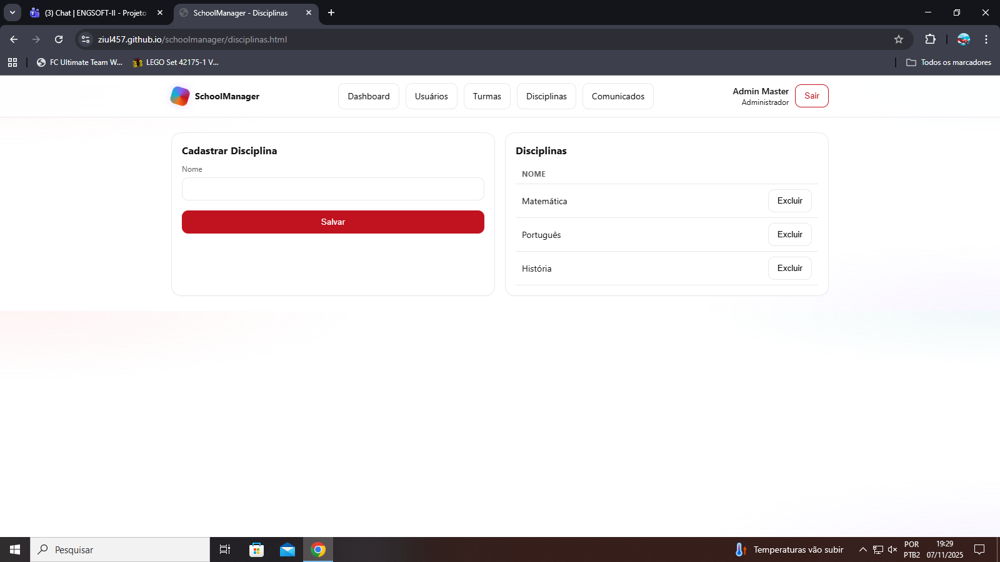 (3) Chat | ENGSOFT-II - Projeto
SchoolManager - Disciplinas
ziul457.github.io/schoolmanager/disciplinas.html
FC Ultimate Team W...
LEGO Set 42175-1 V...
Todos os marcadores
SchoolManager
Dashboard
Usuários
Turmas
Disciplinas
Comunicados
Admin Master
Administrador
Sair
Cadastrar Disciplina
Nome
Salvar
Disciplinas
NOME
Matemática
Excluir
Português
Excluir
História
Excluir
Pesquisar
Temperaturas vão subir
POR
PTB2
19:29
07/11/2025